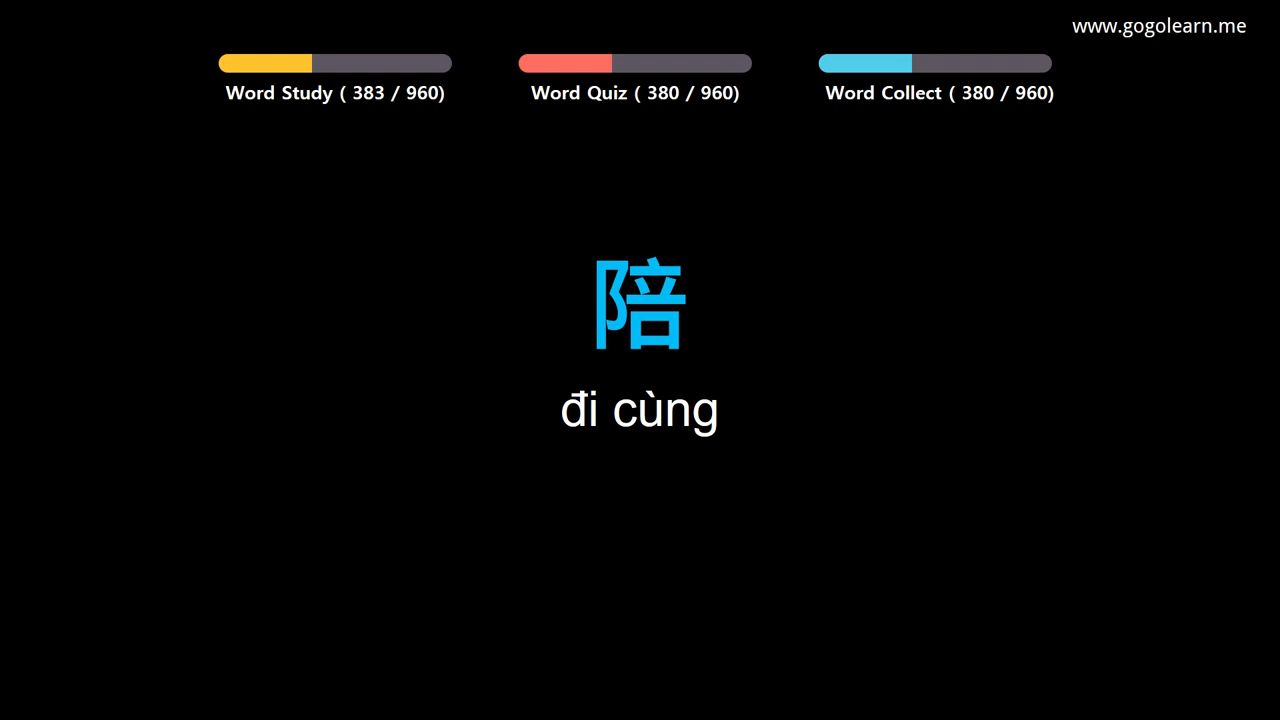 www.gogolearn.me
Word Study ( 383 / 960)
Word Quiz ( 380 / 960)
Word Collect ( 380 / 960)
陪
đi cùng